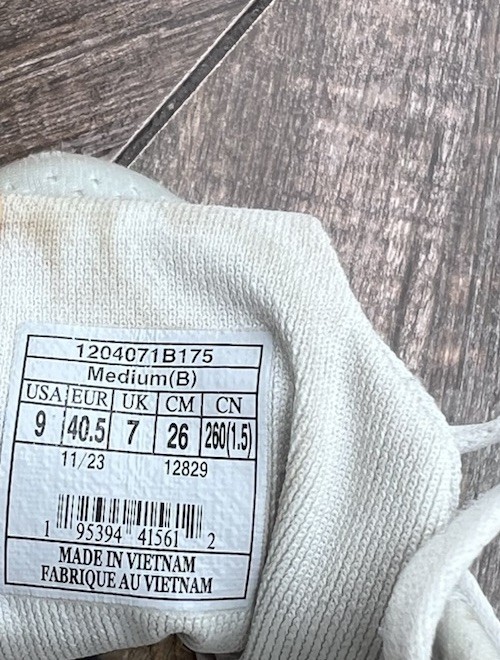 1204071B175
Medium(B)
USA EUR UK CM CN
9 40.5 7 26 260(1.5)
11/23 12829
1 95394 41561 2
MADE IN VIETNAM
FABRIQUE AU VIETNAM